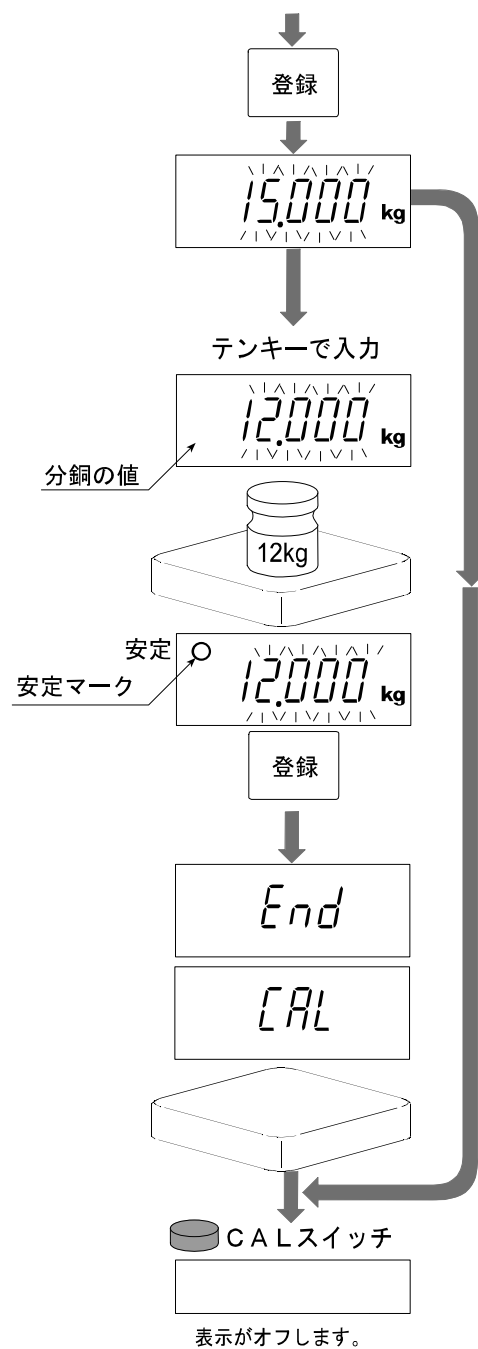 登録
15.000 kg
テンキーで入力
12.000 kg
分銅の値
12kg
安定
12.000 kg
安定マーク
登録
End
CAL
ＣＡＬスイッチ
表示がオフします。